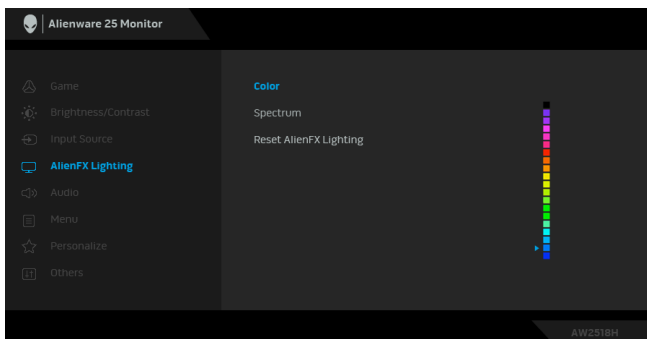 Alienware 25 Monitor
Game
Brightness/Contrast
Input Source
AlienFX Lighting
Audio
Menu
Personalize
Others
Color
Spectrum
Reset AlienFX Lighting
AW2518H